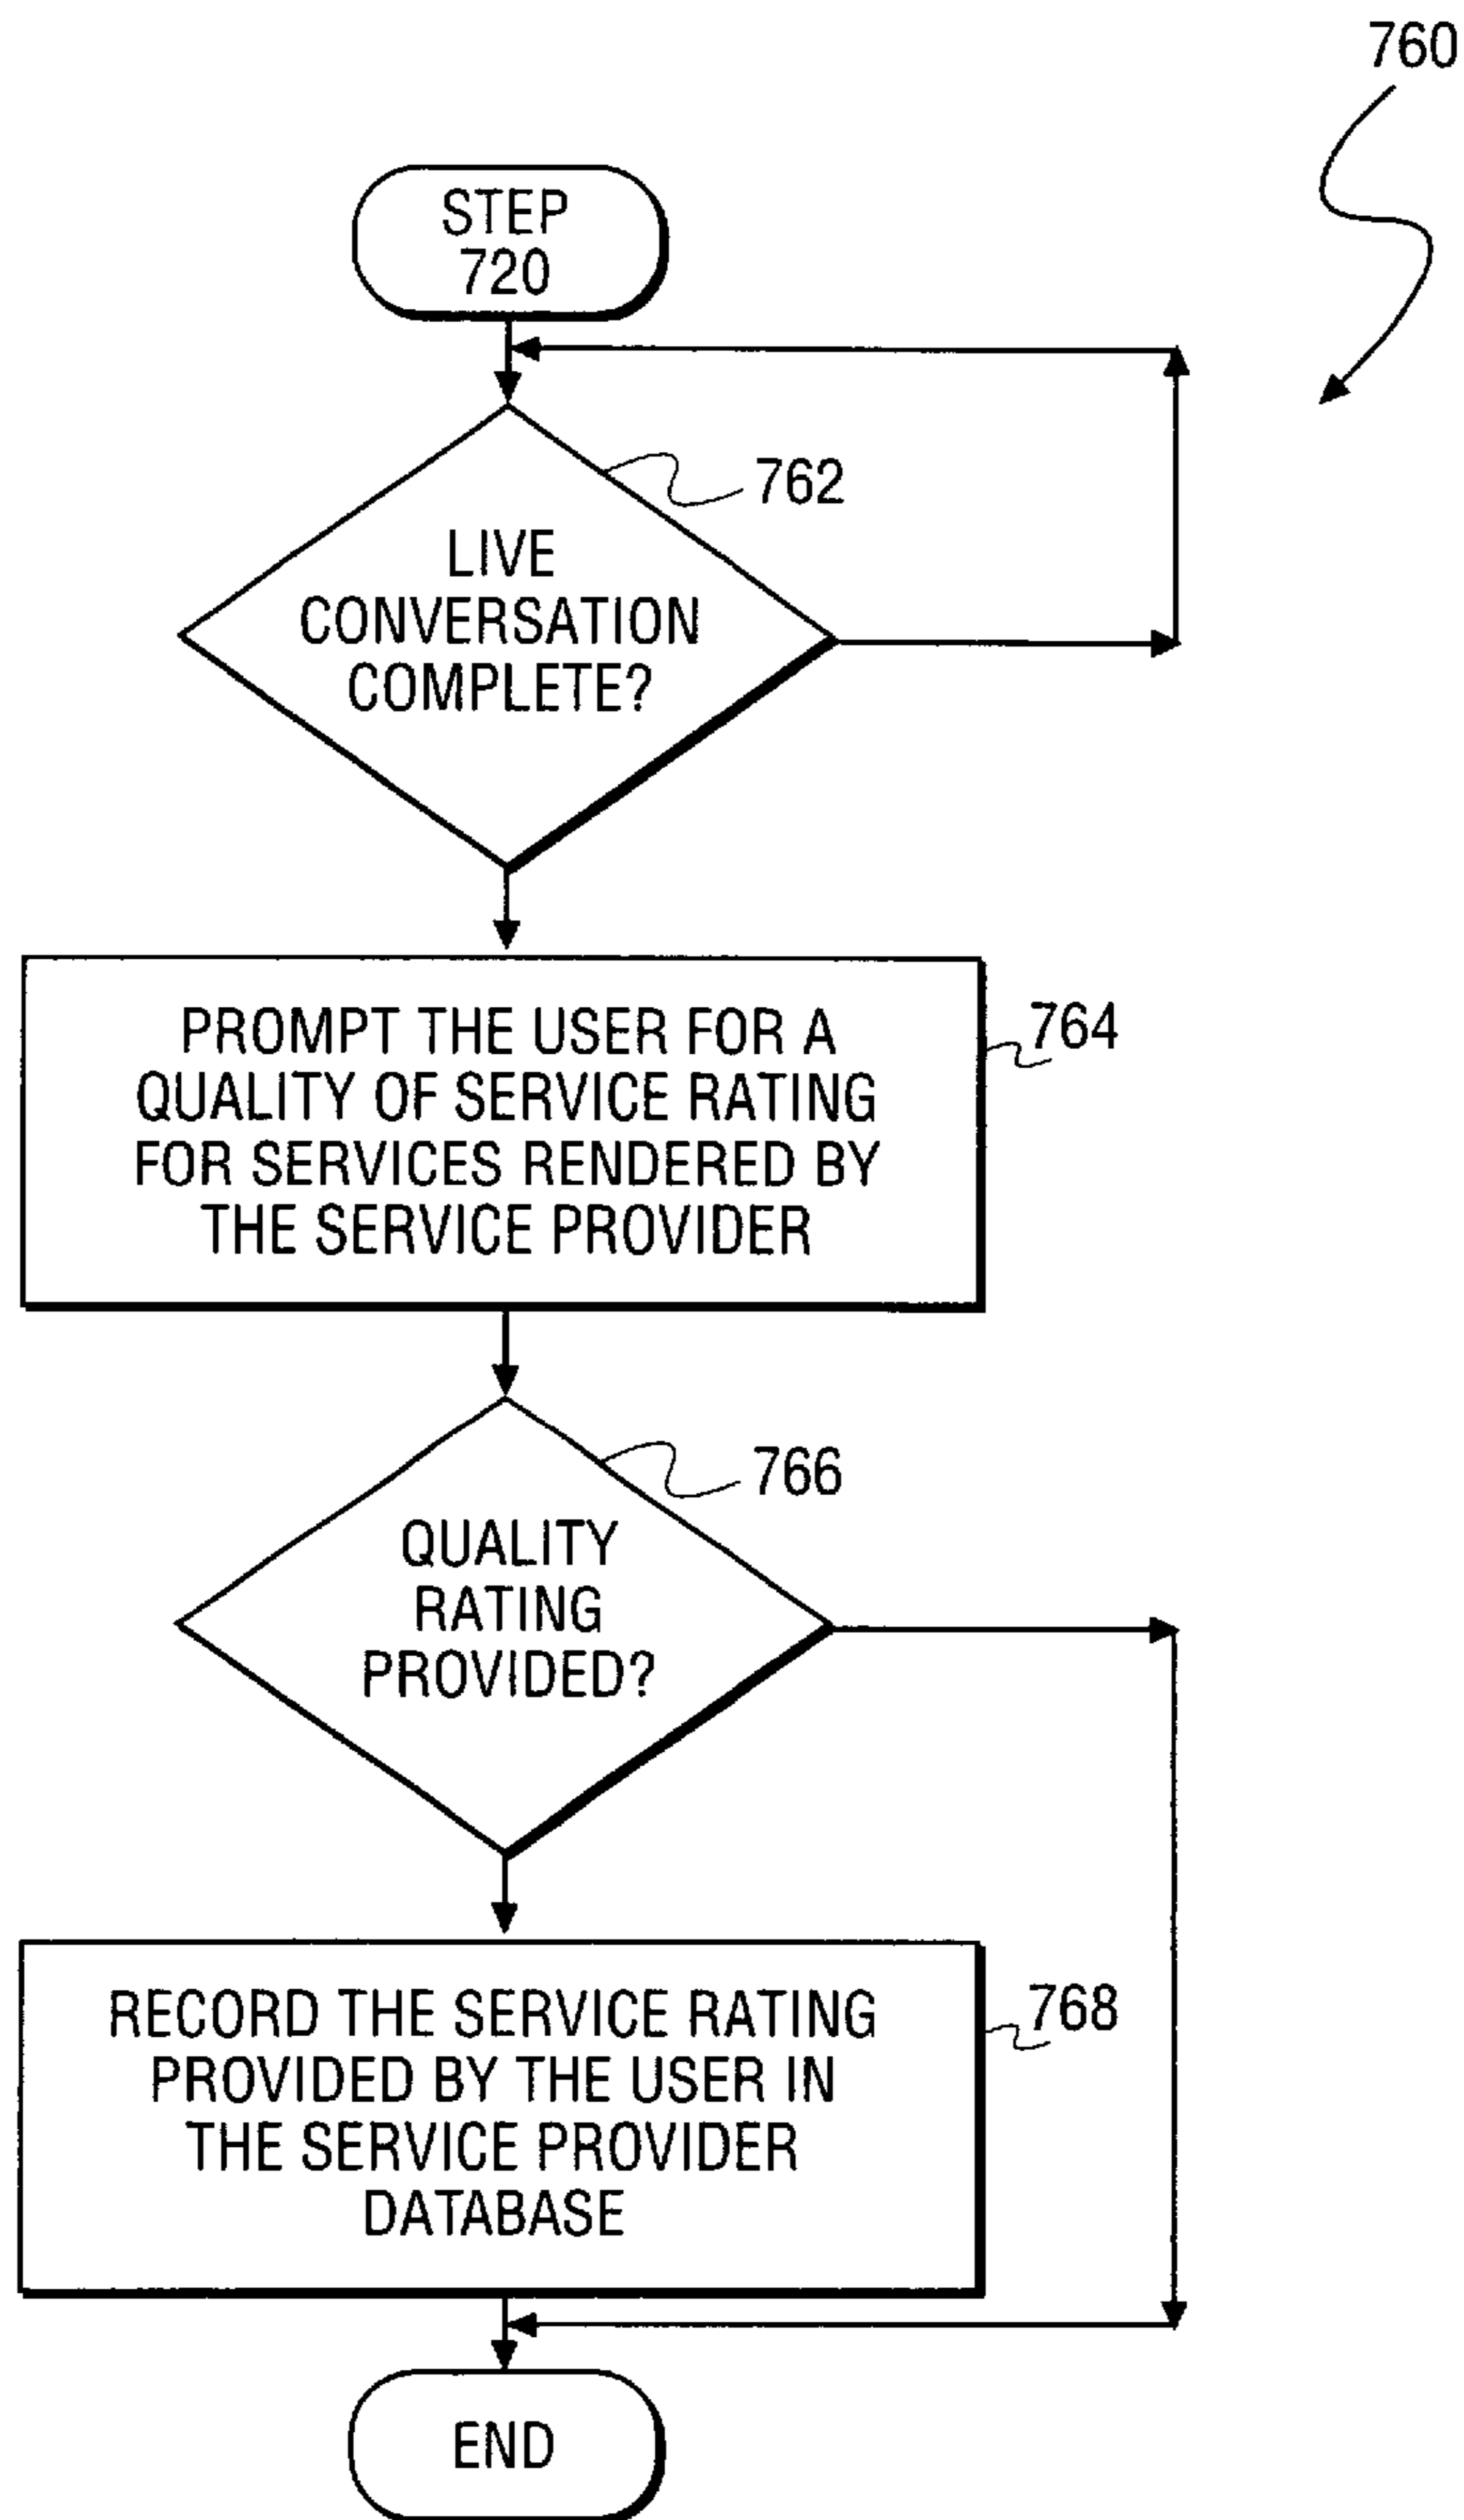 760
STEP
720
762
LIVE
CONVERSATION
COMPLETE?
PROMPT THE USER FOR A
QUALITY OF SERVICE RATING
FOR SERVICES RENDERED BY
THE SERVICE PROVIDER
764
766
QUALITY
RATING
PROVIDED?
RECORD THE SERVICE RATING
PROVIDED BY THE USER IN
THE SERVICE PROVIDER
DATABASE
768
END